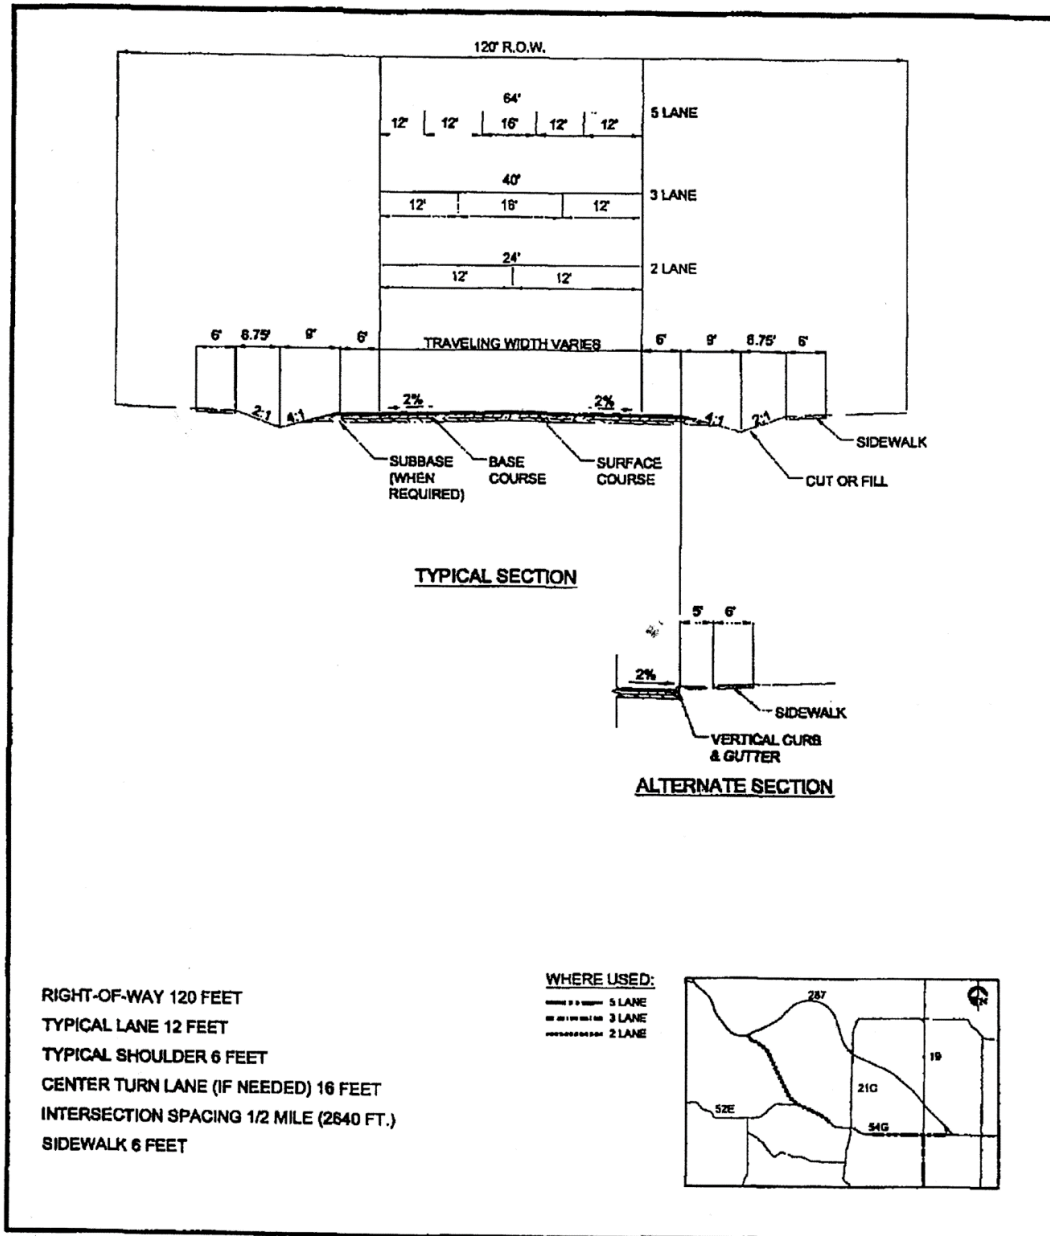 120' R.O.W.
64'
12' 12' 16' 12' 12'
5 LANE
40'
12' 16' 12'
3 LANE
24'
12' 12'
2 LANE
6' 8.75' 9' 6' TRAVELING WIDTH VARIES 6' 9' 8.75' 6'
2:1 4:1 2% 2% 4:1 2:1
SIDEWALK
SUBBASE
(WHEN
REQUIRED)
BASE
COURSE
SURFACE
COURSE
CUT OR FILL
TYPICAL SECTION
5' 6'
2%
SIDEWALK
VERTICAL CURB
& GUTTER
ALTERNATE SECTION
RIGHT-OF-WAY 120 FEET
TYPICAL LANE 12 FEET
TYPICAL SHOULDER 6 FEET
CENTER TURN LANE (IF NEEDED) 16 FEET
INTERSECTION SPACING 1/2 MILE (2640 FT.)
SIDEWALK 6 FEET
WHERE USED:
5 LANE
3 LANE
2 LANE
287
N
19
21C
52E
54G